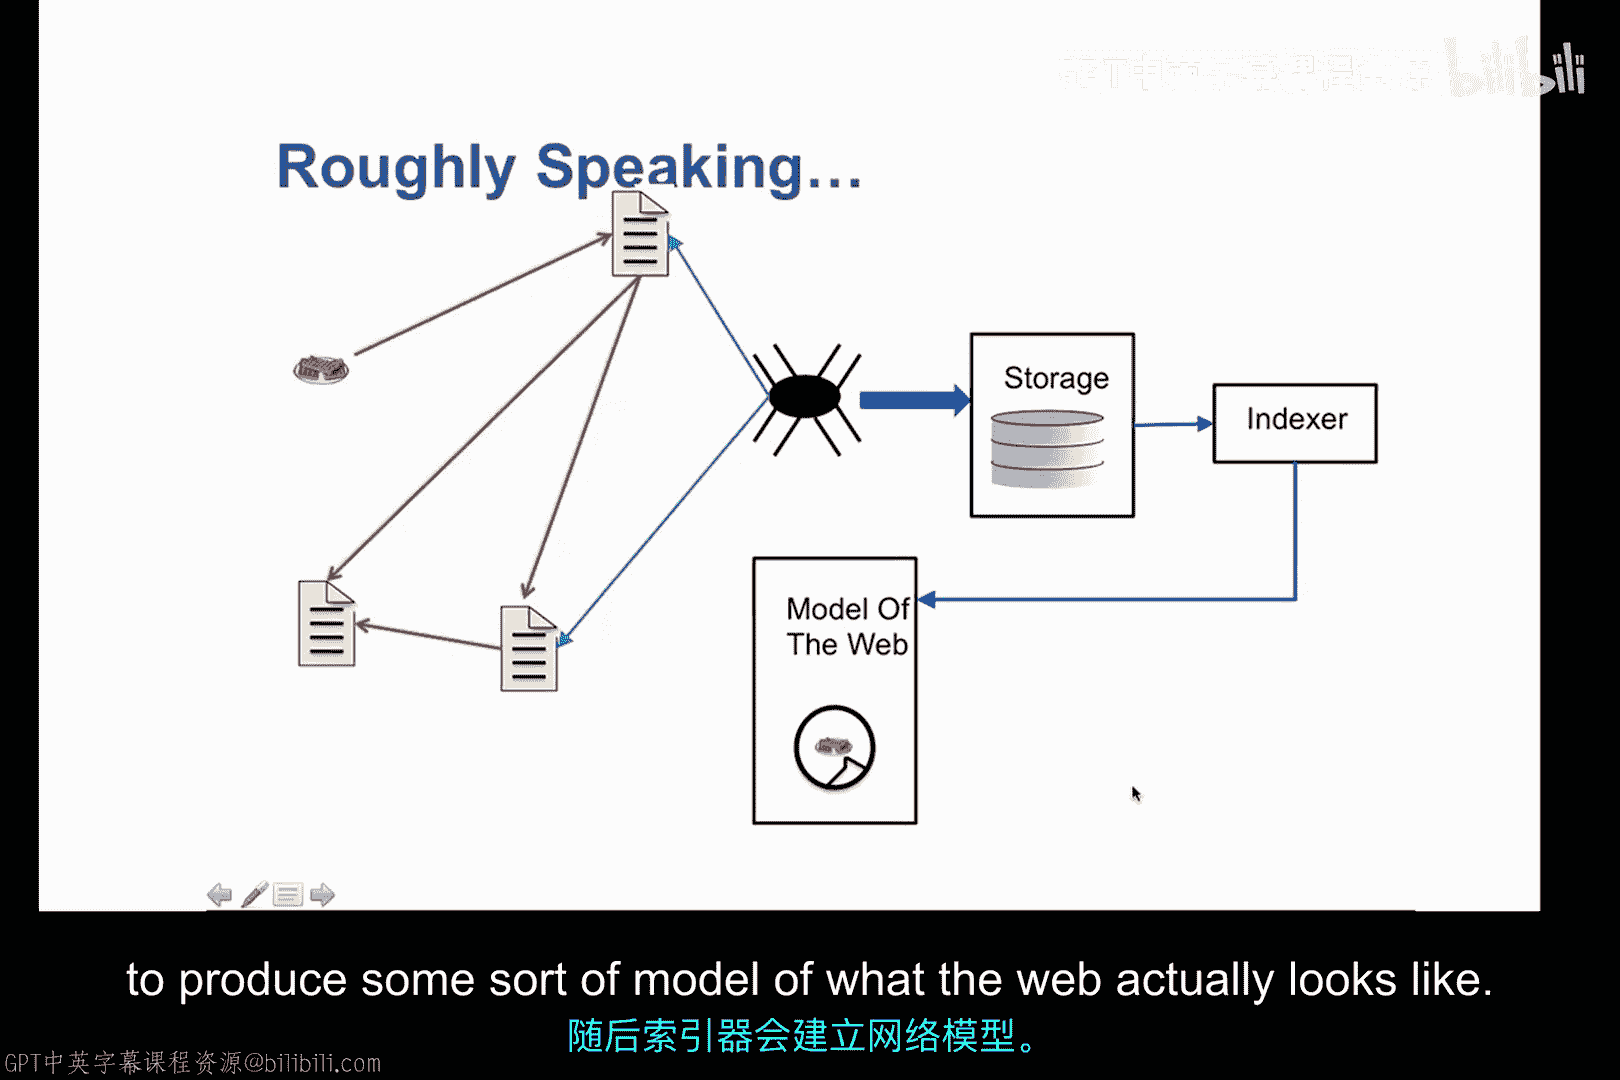 bilibili
Roughly Speaking...
Storage
Indexer
Model Of
The Web
to produce some sort of model of what the web actually looks like.
随后索引器会建立网络模型。
GPT中英字幕课程资源@bilibili.com